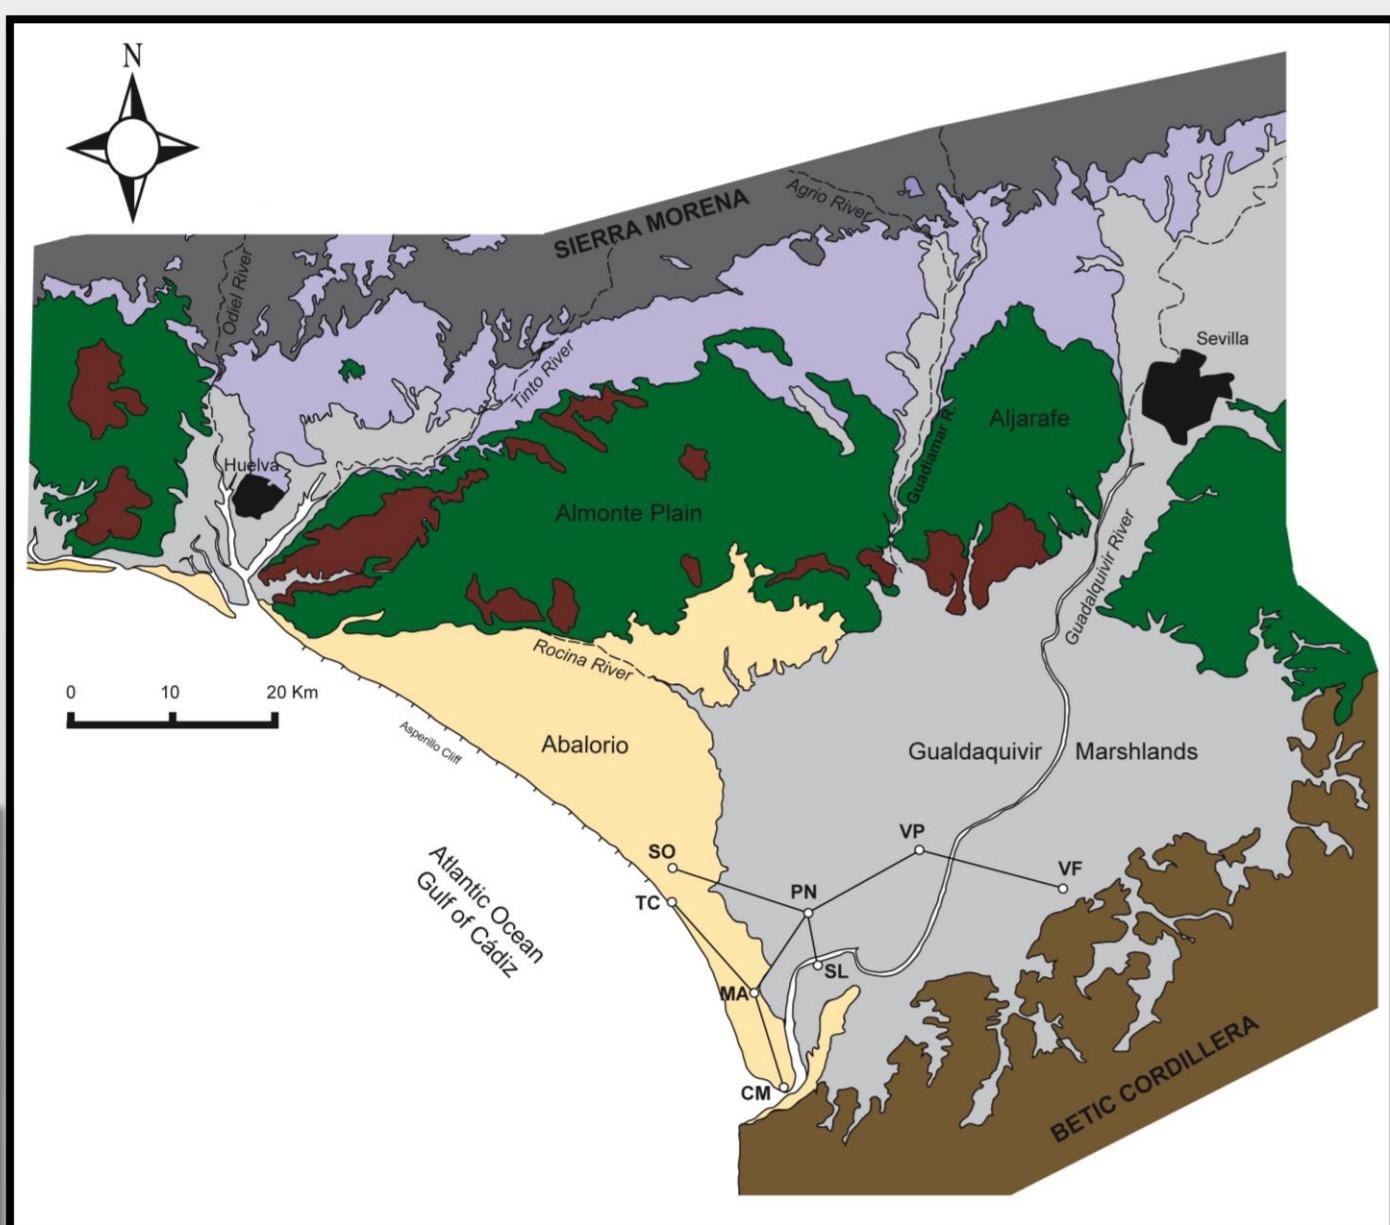 N
SIERRA MORENA
Agrio River
Odiel River
Tinto River
Sevilla
Aljarafe
Guadiamar R.
Huelva
Almonte Plain
Guadalquivir River
Rocina River
0 10 20 Km
Asperillo Cliff
Abalorio
Gualdaquivir Marshlands
Atlantic Ocean
Gulf of Cádiz
SO
VP
VF
TC
PN
SL
MA
CM
BETIC CORDILLERA